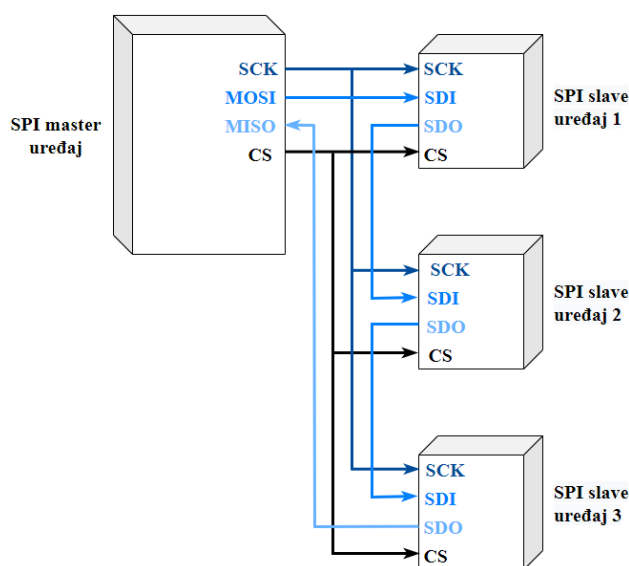 SPI master
uređaj
SCK
MOSI
MISO
CS
SCK
SDI
SDO
CS
SPI slave
uređaj 1
SCK
SDI
SDO
CS
SPI slave
uređaj 2
SCK
SDI
SDO
CS
SPI slave
uređaj 3